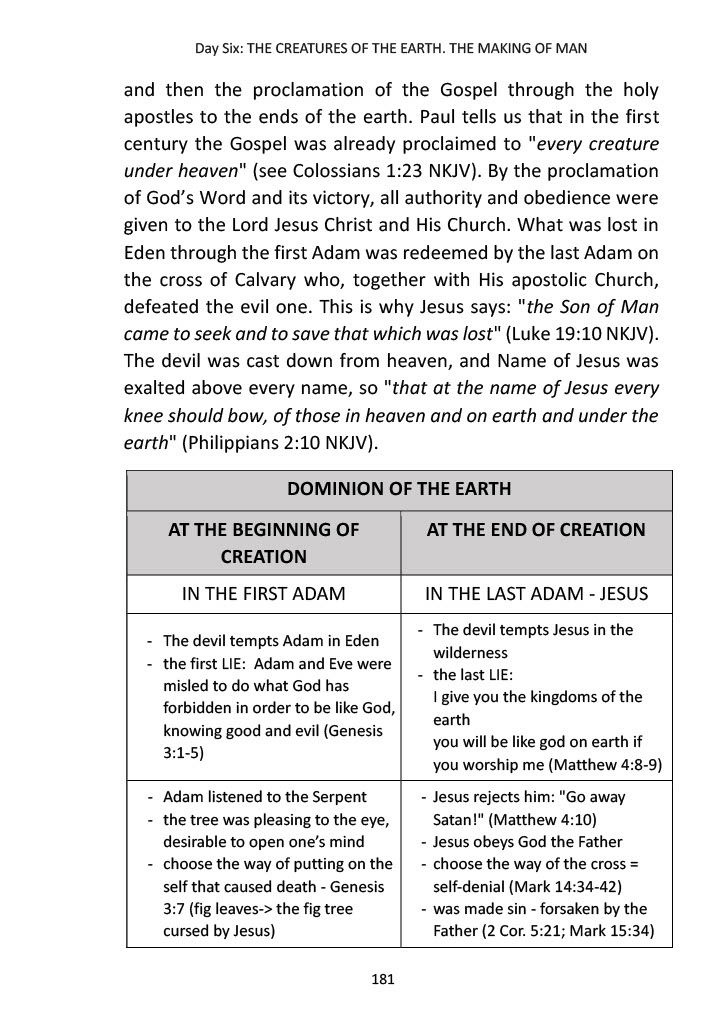 Day Six: THE CREATURES OF THE EARTH. THE MAKING OF MAN
and then the proclamation of the Gospel through the holy
apostles to the ends of the earth. Paul tells us that in the first
century the Gospel was already proclaimed to "every creature
under heaven" (see Colossians 1:23 NKJV). By the proclamation
of God’s Word and its victory, all authority and obedience were
given to the Lord Jesus Christ and His Church. What was lost in
Eden through the first Adam was redeemed by the last Adam on
the cross of Calvary who, together with His apostolic Church,
defeated the evil one. This is why Jesus says: "the Son of Man
came to seek and to save that which was lost" (Luke 19:10 NKJV).
The devil was cast down from heaven, and Name of Jesus was
exalted above every name, so "that at the name of Jesus every
knee should bow, of those in heaven and on earth and under the
earth" (Philippians 2:10 NKJV).
DOMINION OF THE EARTH
AT THE BEGINNING OF
CREATION
AT THE END OF CREATION
IN THE FIRST ADAM
IN THE LAST ADAM - JESUS
- The devil tempts Adam in Eden
- the first LIE: Adam and Eve were
misled to do what God has
forbidden in order to be like God,
knowing good and evil (Genesis
3:1-5)
- The devil tempts Jesus in the
wilderness
- the last LIE:
I give you the kingdoms of the
earth
you will be like god on earth if
you worship me (Matthew 4:8-9)
- Adam listened to the Serpent
- the tree was pleasing to the eye,
desirable to open one’s mind
- choose the way of putting on the
self that caused death - Genesis
3:7 (fig leaves-> the fig tree
cursed by Jesus)
- Jesus rejects him: "Go away
Satan!" (Matthew 4:10)
- Jesus obeys God the Father
- choose the way of the cross =
self-denial (Mark 14:34-42)
- was made sin - forsaken by the
Father (2 Cor. 5:21; Mark 15:34)
181